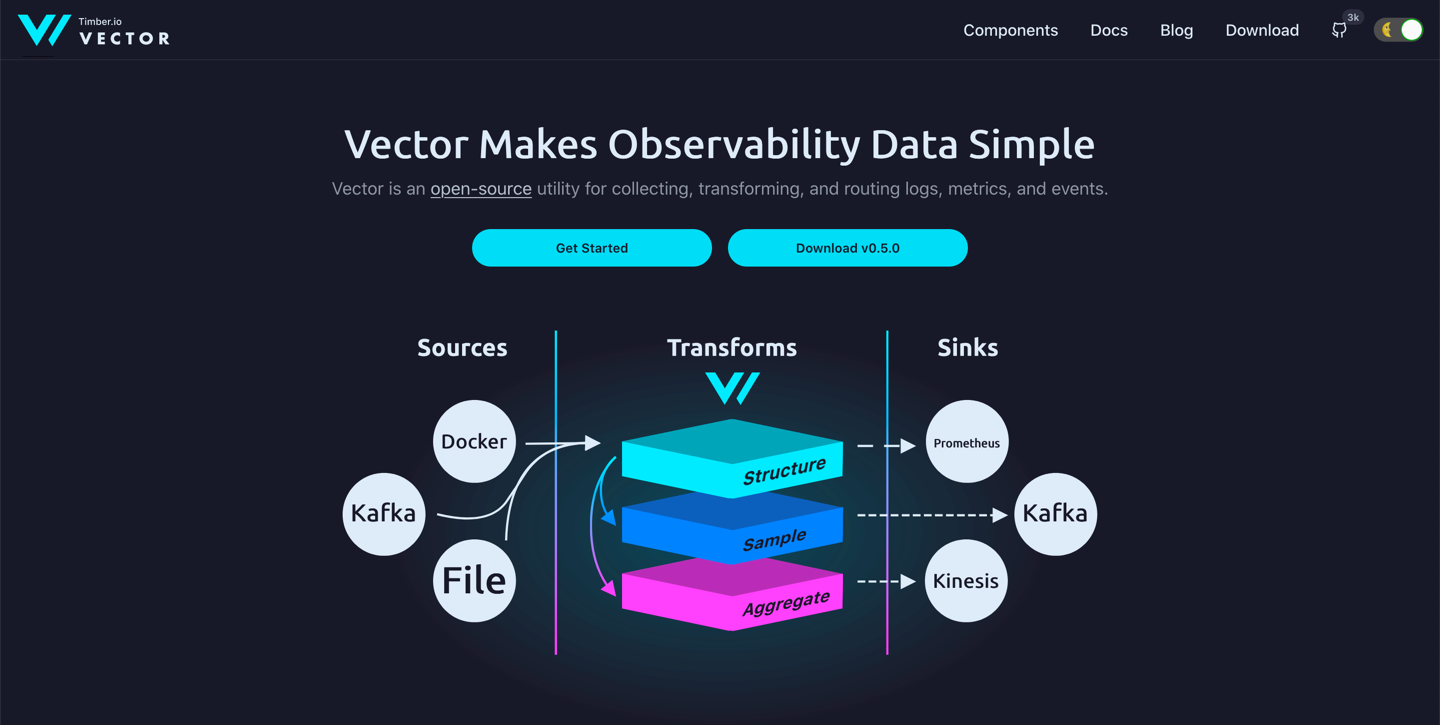 Timber.io
VECTOR
Components Docs Blog Download 3k
Vector Makes Observability Data Simple
Vector is an open-source utility for collecting, transforming, and routing logs, metrics, and events.
Get Started Download v0.5.0
Sources Transforms Sinks
Docker
Kafka
File
Structure
Sample
Aggregate
Prometheus
Kafka
Kinesis